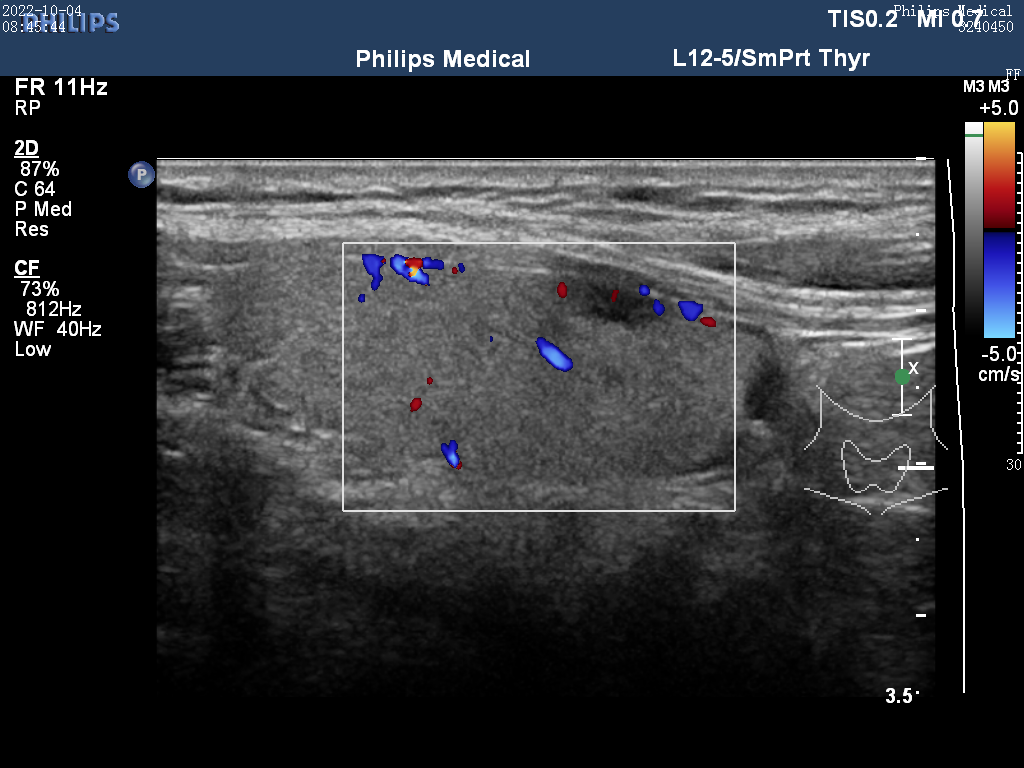 2022-10-04
08:45:44
PHILIPS
TIS0.2 MI 0.7
Philips Medical
3240450
Philips Medical
L12-5/SmPrt Thyr
FF
FR 11Hz
RP
M3 M3
+5.0
2D
87%
C 64
P Med
Res
P
CF
73%
812Hz
WF 40Hz
Low
-5.0
cm/s
X
30
3.5